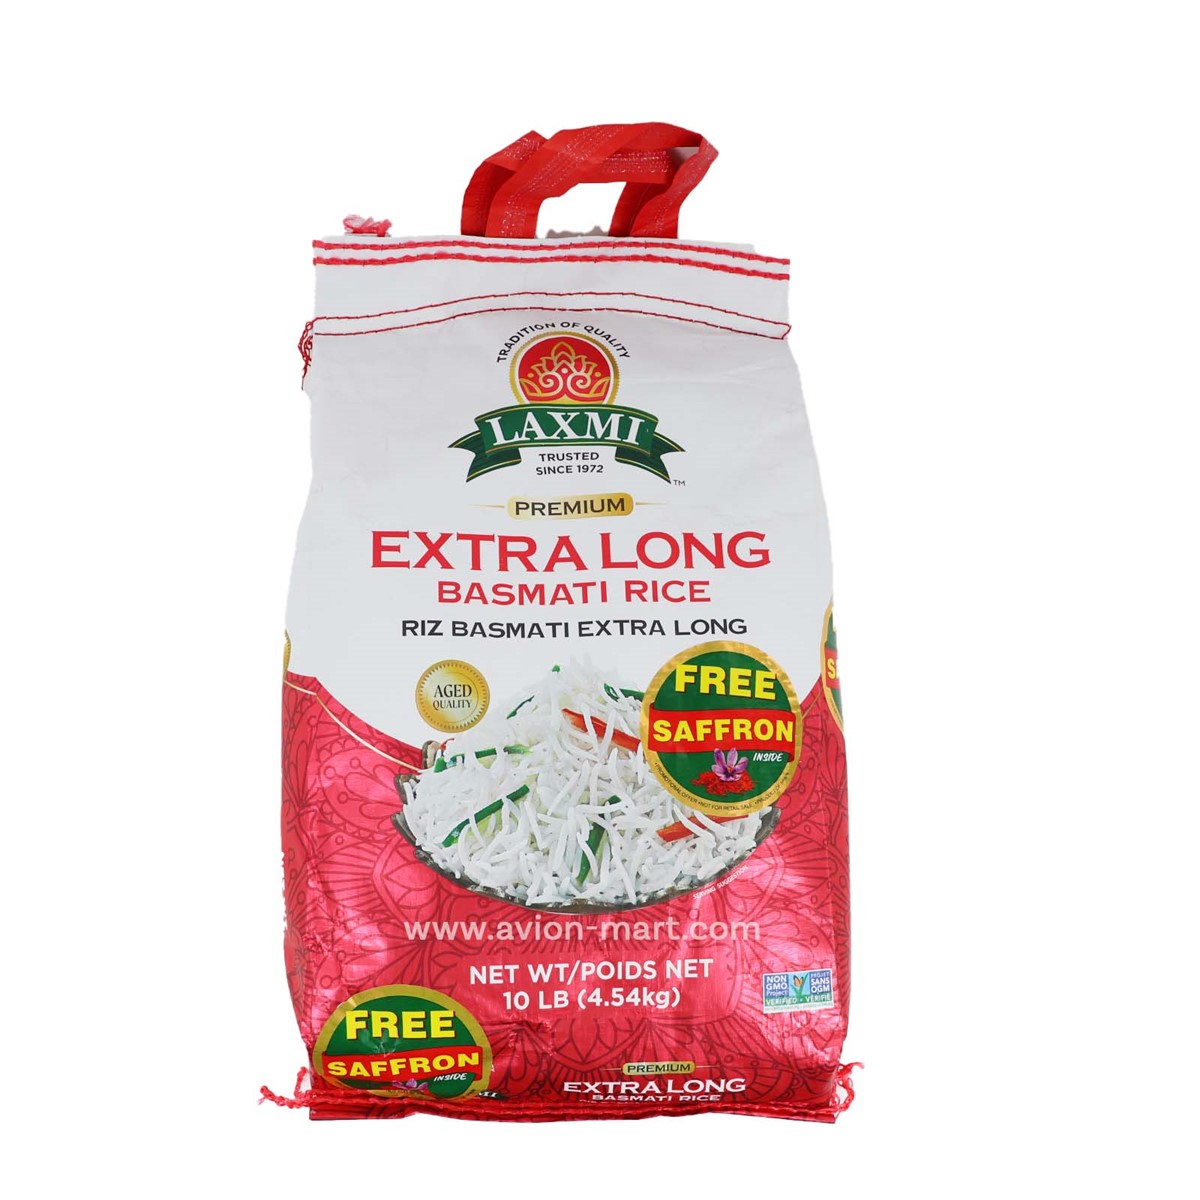 TRADITION OF QUALITY
LAXMI
TRUSTED
SINCE 1972
TM
PREMIUM
EXTRA LONG
BASMATI RICE
RIZ BASMATI EXTRA LONG
AGED
QUALITY
FREE
SAFFRON
INSIDE
SERVING SUGGESTION
www.avion-mart.com
NET WT/POIDS NET
10 LB (4.54kg)
NON
GMO
Project
VERIFIED
PROJET
SANS
OGM
VÉRIFIÉ
FREE
SAFFRON
INSIDE
PREMIUM
EXTRA LONG
BASMATI RICE